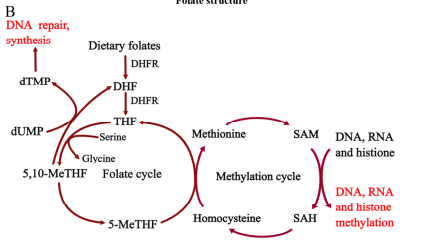 Folate structure
B
DNA repair,
synthesis
Dietary folates
DHFR
dTMP
DHF
DHFR
THF
dUMP
Serine
Methionine
SAM
DNA, RNA
and histione
Glycine
5,10-MeTHF
Folate cycle
Methylation cycle
DNA, RNA
and histone
methylation
5-MeTHF
Homocysteine
SAH